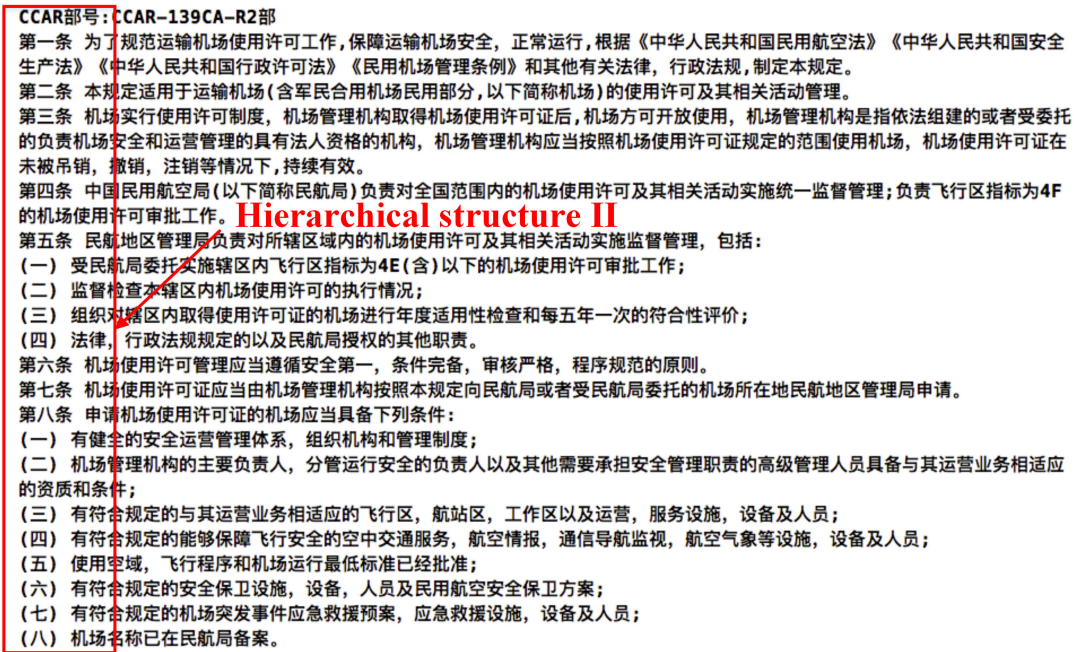 CCAR部号:CCAR-139CA-R2部
第一条 为了规范运输机场使用许可工作,保障运输机场安全，正常运行,根据《中华人民共和国民用航空法》《中华人民共和国安全
生产法》《中华人民共和国行政许可法》《民用机场管理条例》和其他有关法律，行政法规,制定本规定。
第二条 本规定适用于运输机场(含军民合用机场民用部分,以下简称机场)的使用许可及其相关活动管理。
第三条 机场实行使用许可制度，机场管理机构取得机场使用许可证后,机场方可开放使用，机场管理机构是指依法组建的或者受委托
的负责机场安全和运营管理的具有法人资格的机构，机场管理机构应当按照机场使用许可证规定的范围使用机场，机场使用许可证在
未被吊销，撤销，注销等情况下,持续有效。
第四条 中国民用航空局(以下简称民航局)负责对全国范围内的机场使用许可及其相关活动实施统一监督管理;负责飞行区指标为4F
的机场使用许可审批工作。
Hierarchical structure II
第五条 民航地区管理局负责对所辖区域内的机场使用许可及其相关活动实施监督管理，包括:
(一) 受民航局委托实施辖区内飞行区指标为4E(含)以下的机场使用许可审批工作;
(二) 监督检查本辖区内机场使用许可的执行情况;
(三) 组织对辖区内取得使用许可证的机场进行年度适用性检查和每五年一次的符合性评价;
(四) 法律，行政法规规定的以及民航局授权的其他职责。
第六条 机场使用许可管理应当遵循安全第一，条件完备，审核严格，程序规范的原则。
第七条 机场使用许可证应当由机场管理机构按照本规定向民航局或者受民航局委托的机场所在地民航地区管理局申请。
第八条 申请机场使用许可证的机场应当具备下列条件:
(一) 有健全的安全运营管理体系，组织机构和管理制度;
(二) 机场管理机构的主要负责人，分管运行安全的负责人以及其他需要承担安全管理职责的高级管理人员具备与其运营业务相适应
的资质和条件;
(三) 有符合规定的与其运营业务相适应的飞行区，航站区，工作区以及运营，服务设施，设备及人员;
(四) 有符合规定的能够保障飞行安全的空中交通服务，航空情报，通信导航监视，航空气象等设施，设备及人员;
(五) 使用空域，飞行程序和机场运行最低标准已经批准;
(六) 有符合规定的安全保卫设施，设备，人员及民用航空安全保卫方案;
(七) 有符合规定的机场突发事件应急救援预案，应急救援设施，设备及人员;
(八) 机场名称已在民航局备案。